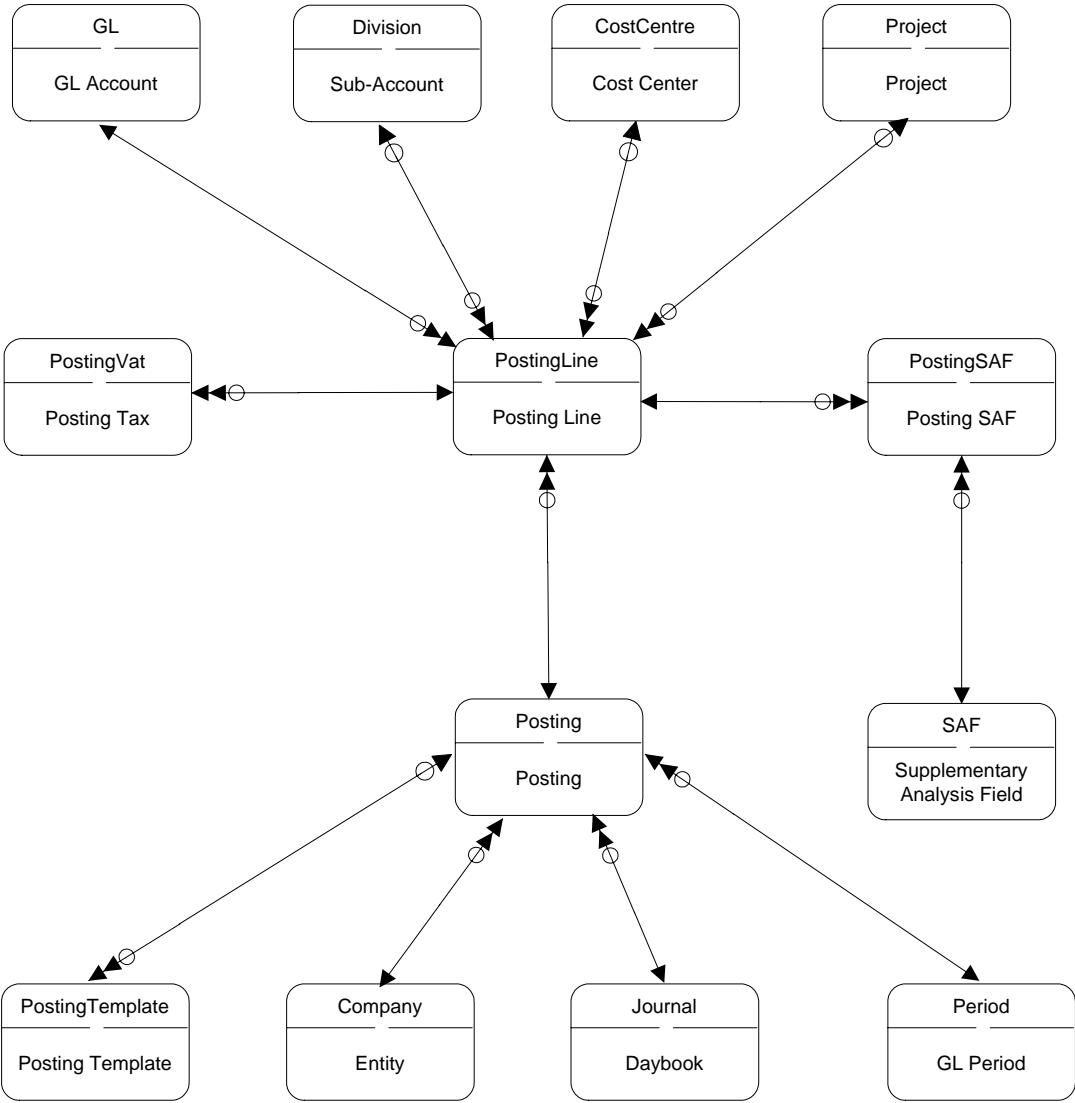 GL
GL Account
Division
Sub-Account
CostCentre
Cost Center
Project
Project
PostingVat
Posting Tax
PostingLine
Posting Line
PostingSAF
Posting SAF
Posting
Posting
SAF
Supplementary
Analysis Field
PostingTemplate
Posting Template
Company
Entity
Journal
Daybook
Period
GL Period